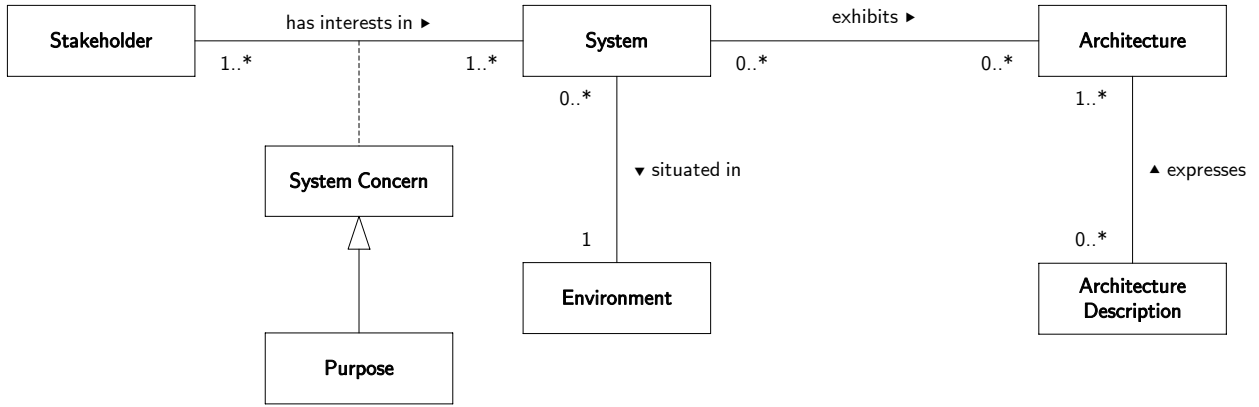 has interests in ►
exhibits ►
Stakeholder
System
Architecture
1..*
1..*
0..*
0..*
0..*
1..*
▼ situated in
▲ expresses
System Concern
1
0..*
Environment
Architecture
Description
Purpose